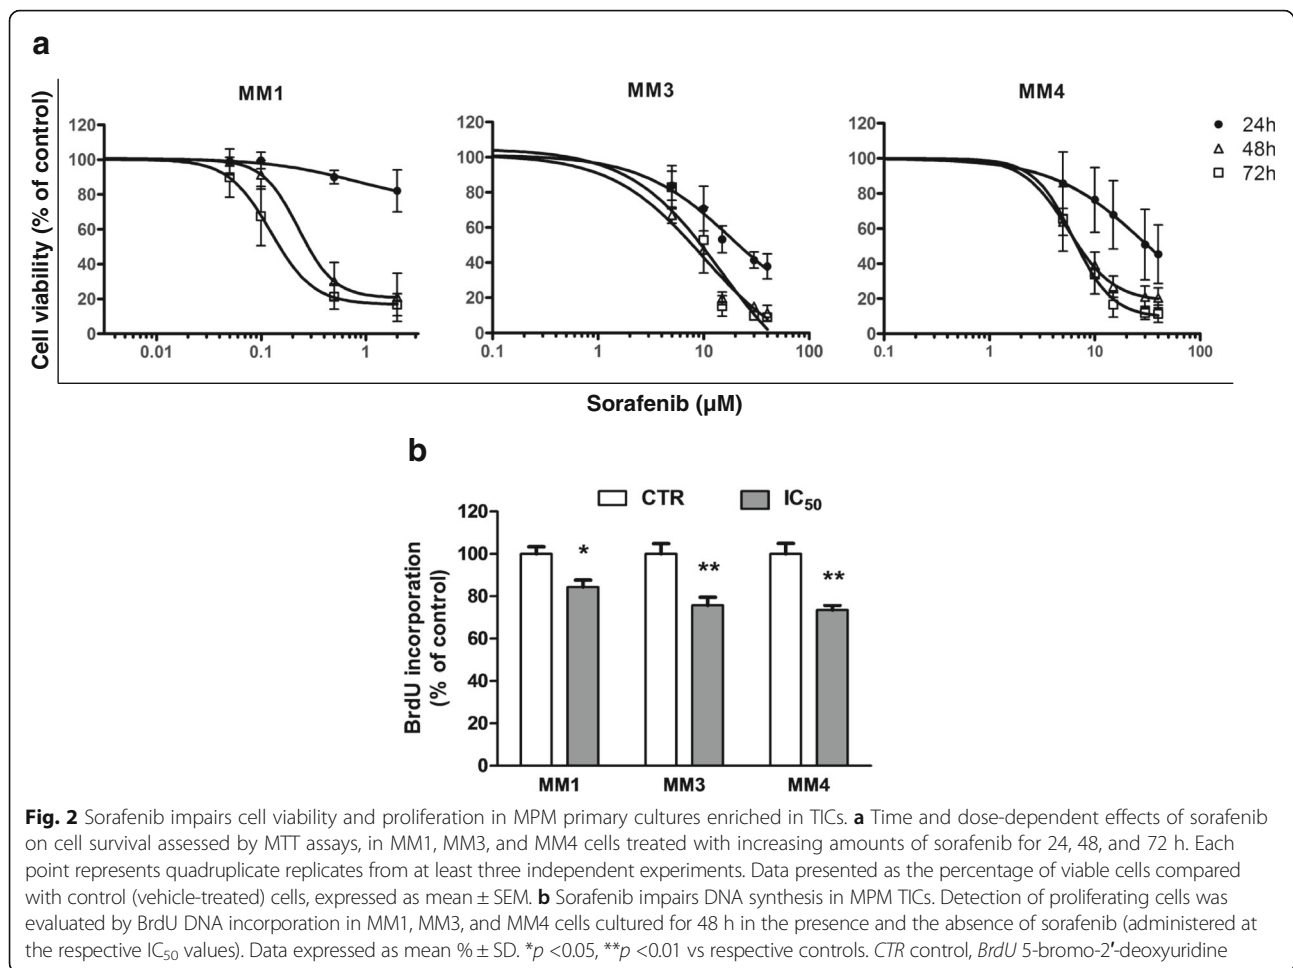 a
MM1
MM3
MM4
Cell viability (% of control)
120
100
80
60
40
20
0
0.01
0.1
1
120
100
80
60
40
20
0
0.1
1
10
100
120
100
80
60
40
20
0
0.1
1
10
100
24h
48h
72h
Sorafenib (µM)
b
CTR
IC50
BrdU incorporation
(% of control)
120
100
80
60
40
20
0
*
**
**
MM1
MM3
MM4
Fig. 2 Sorafenib impairs cell viability and proliferation in MPM primary cultures enriched in TICs. a Time and dose-dependent effects of sorafenib
on cell survival assessed by MTT assays, in MM1, MM3, and MM4 cells treated with increasing amounts of sorafenib for 24, 48, and 72 h. Each
point represents quadruplicate replicates from at least three independent experiments. Data presented as the percentage of viable cells compared
with control (vehicle-treated) cells, expressed as mean ± SEM. b Sorafenib impairs DNA synthesis in MPM TICs. Detection of proliferating cells was
evaluated by BrdU DNA incorporation in MM1, MM3, and MM4 cells cultured for 48 h in the presence and the absence of sorafenib (administered at
the respective IC50 values). Data expressed as mean % ± SD. *p <0.05, **p <0.01 vs respective controls. CTR control, BrdU 5-bromo-2′-deoxyuridine